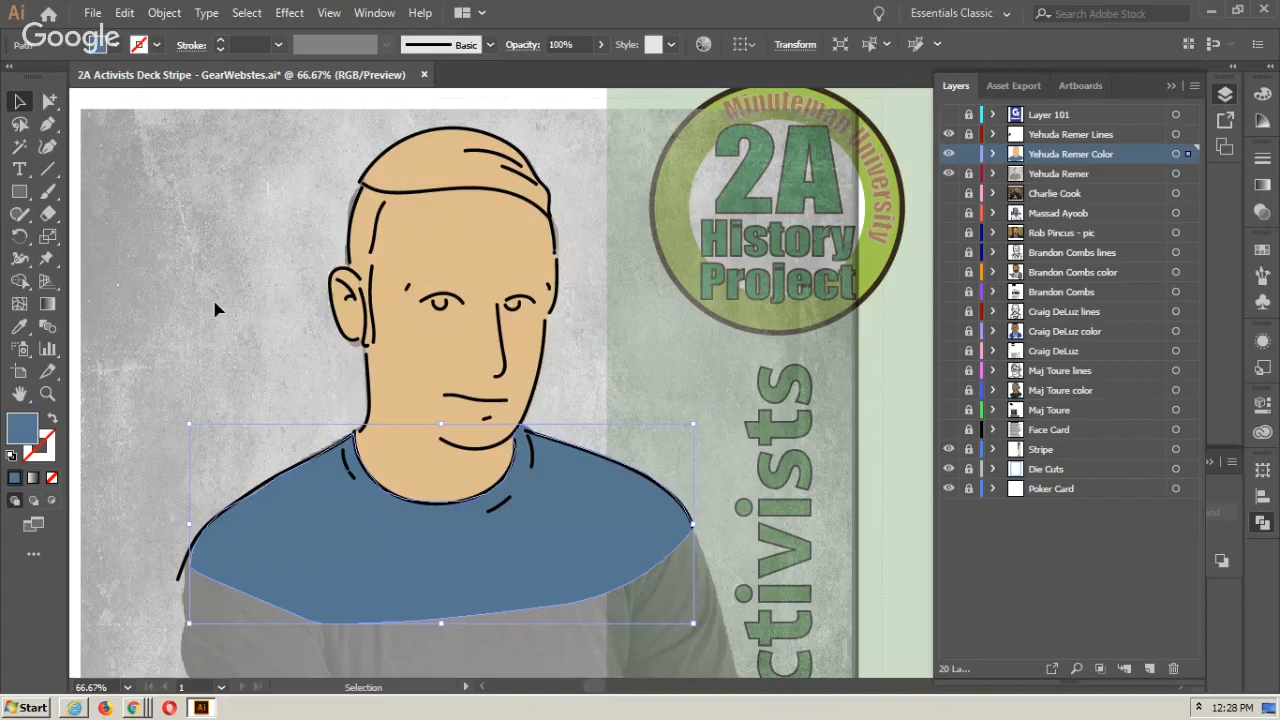 Ai
File
Edit
Object
Type
Select
Effect
View
Window
Help
Essentials Classic
Search Adobe Stock
Google
Path
Stroke:
Basic
Opacity:
100%
Style:
Transform
2A Activists Deck Stripe - GearWebstes.ai* @ 66.67% (RGB/Preview)
Layers
Asset Export
Artboards
Layer 101
Yehuda Remer Lines
Yehuda Remer Color
Yehuda Remer
Charlie Cook
Massad Ayoob
Rob Pincus - pic
Brandon Combs lines
Brandon Combs color
Brandon Combs
Craig DeLuz lines
Craig DeLuz color
Craig DeLuz
Maj Toure lines
Maj Toure color
Maj Toure
Face Card
Stripe
Die Cuts
Poker Card
20 La...
Minuteman University
2A
History
Project
ctivists
66.67%
1
Selection
Start
Ai
12:28 PM